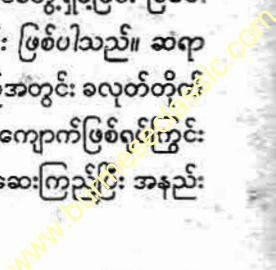 း ဖြစ်ပါသည်။ ဆရာ
အတွင်း ခလုတ်တိုက်
ကျောက်ဖြစ်ရပ်ကြွင်း
ဆေးကြည့်ပြီး အနည်း
www.burmeseclassic.com